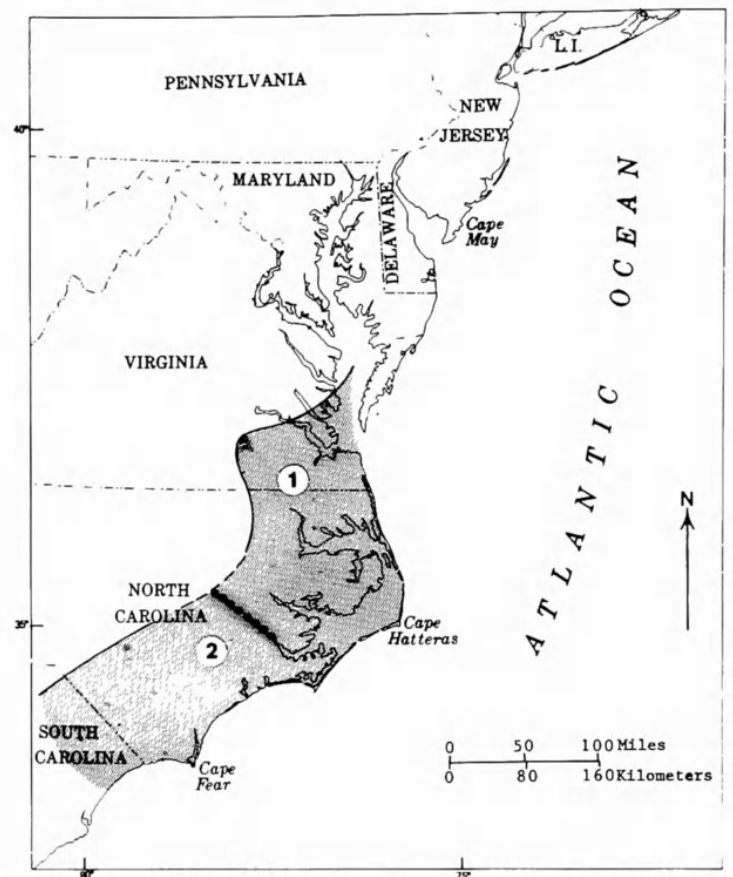 L.I.
PENNSYLVANIA
NEW
JERSEY
40°
MARYLAND
DELAWARE
Cape
May
ATLANTIC OCEAN
VIRGINIA
1
N
NORTH
CAROLINA
35°
Cape
Hatteras
2
SOUTH
CAROLINA
Cape
Fear
0 50 100 Miles
0 80 160 Kilometers
80° 75°